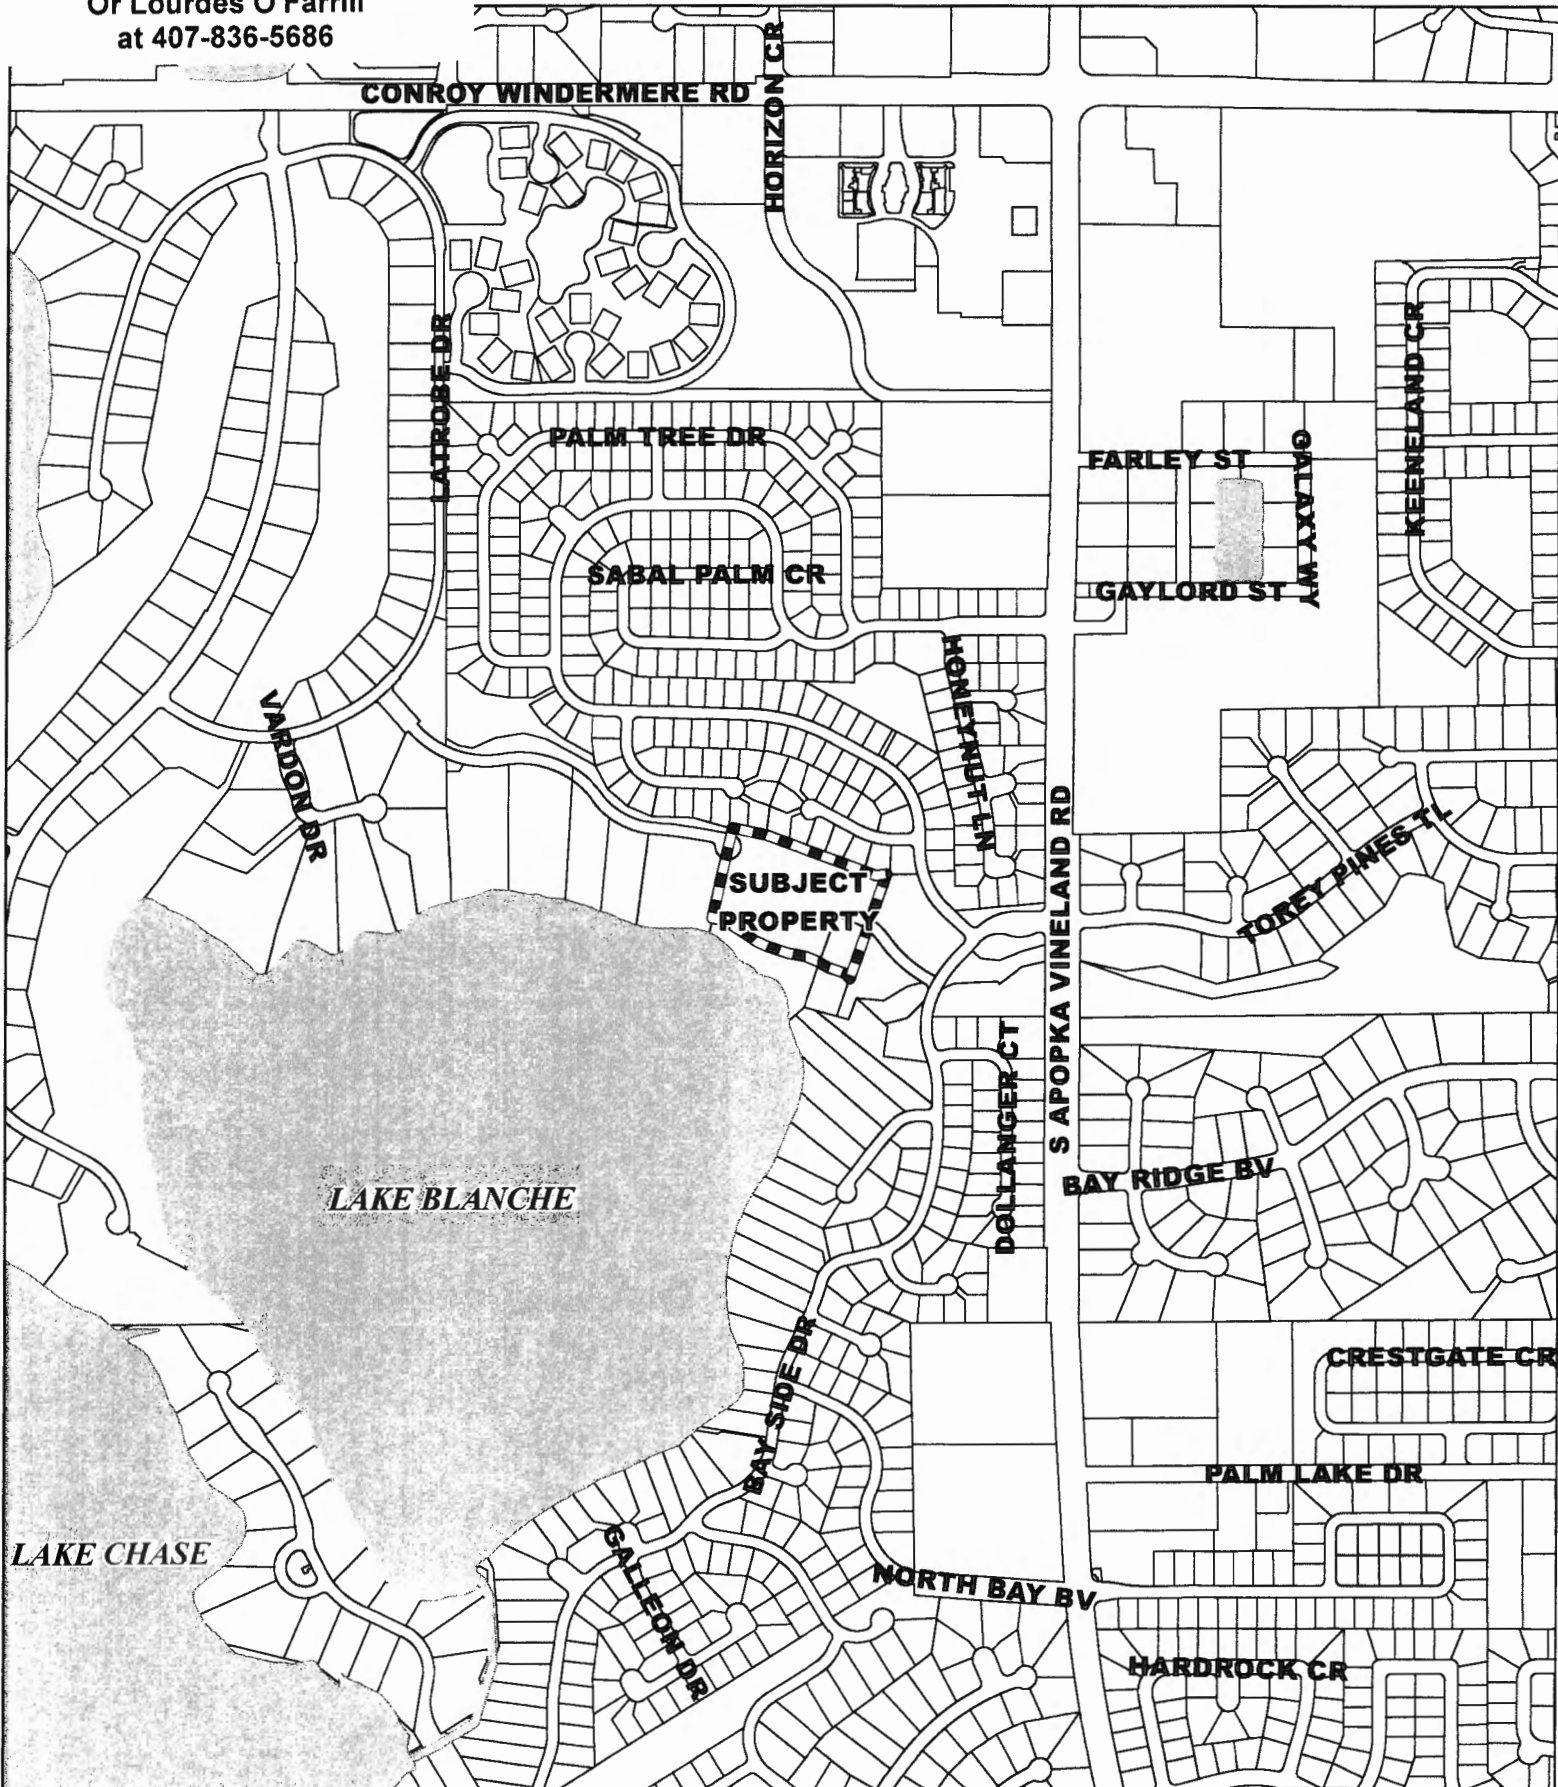 Or Lourdes O'Farrill
at 407-836-5686
CONROY WINDERMERE RD
HORIZON CR
LATROBE DR
PALM TREE DR
FARLEY ST
GALAXY WY
KEENELAND CR
SABAL PALM CR
GAYLORD ST
HONEYNUT LN
VARDON DR
S APOPKA VINELAND RD
TOREY PINES TL
SUBJECT
PROPERTY
DOLLANGER CT
BAY RIDGE BV
LAKE BLANCHE
BAY SIDE DR
CRESTGATE CR
PALM LAKE DR
LAKE CHASE
GALLEON DR
NORTH BAY BV
HARDROCK CR